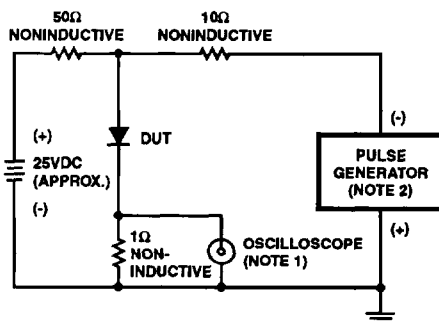 50Ω
NONINDUCTIVE
10Ω
NONINDUCTIVE
(+)
25VDC
(APPROX.)
(-)
DUT
(-)
PULSE
GENERATOR
(NOTE 2)
(+)
1Ω
NON-
INDUCTIVE
OSCILLOSCOPE
(NOTE 1)